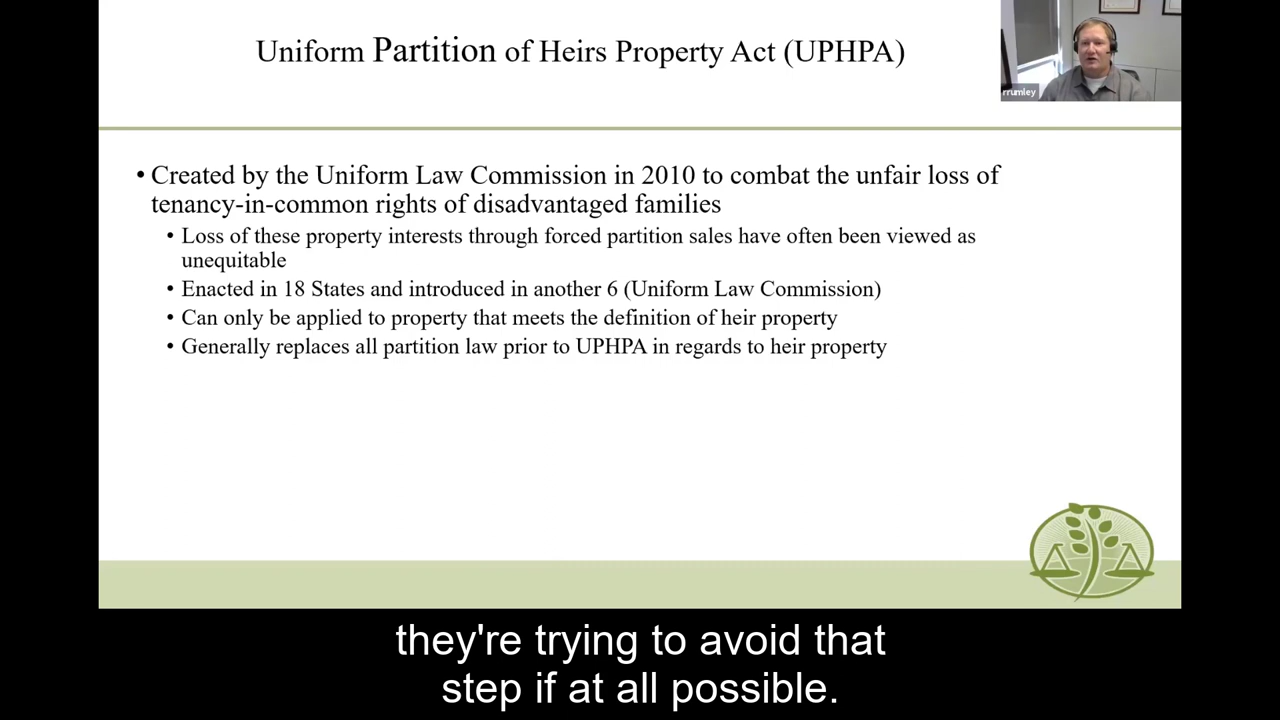 Uniform Partition of Heirs Property Act (UPHPA)
rrumley
• Created by the Uniform Law Commission in 2010 to combat the unfair loss of
tenancy-in-common rights of disadvantaged families
• Loss of these property interests through forced partition sales have often been viewed as
unequitable
• Enacted in 18 States and introduced in another 6 (Uniform Law Commission)
• Can only be applied to property that meets the definition of heir property
• Generally replaces all partition law prior to UPHPA in regards to heir property
they're trying to avoid that
step if at all possible.